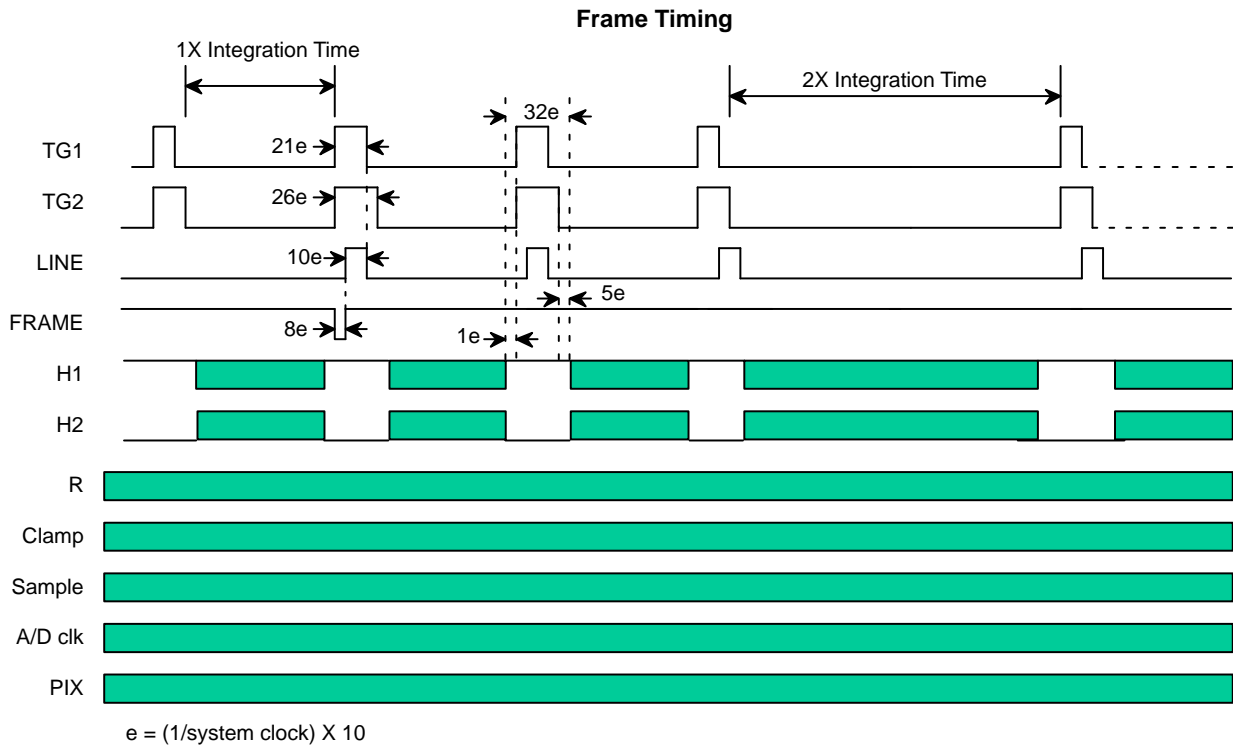 Frame Timing
1X Integration Time
2X Integration Time
32e
TG1
21e
TG2
26e
LINE
10e
5e
FRAME
8e
1e
H1
H2
R
Clamp
Sample
A/D clk
PIX
e = (1/system clock) X 10